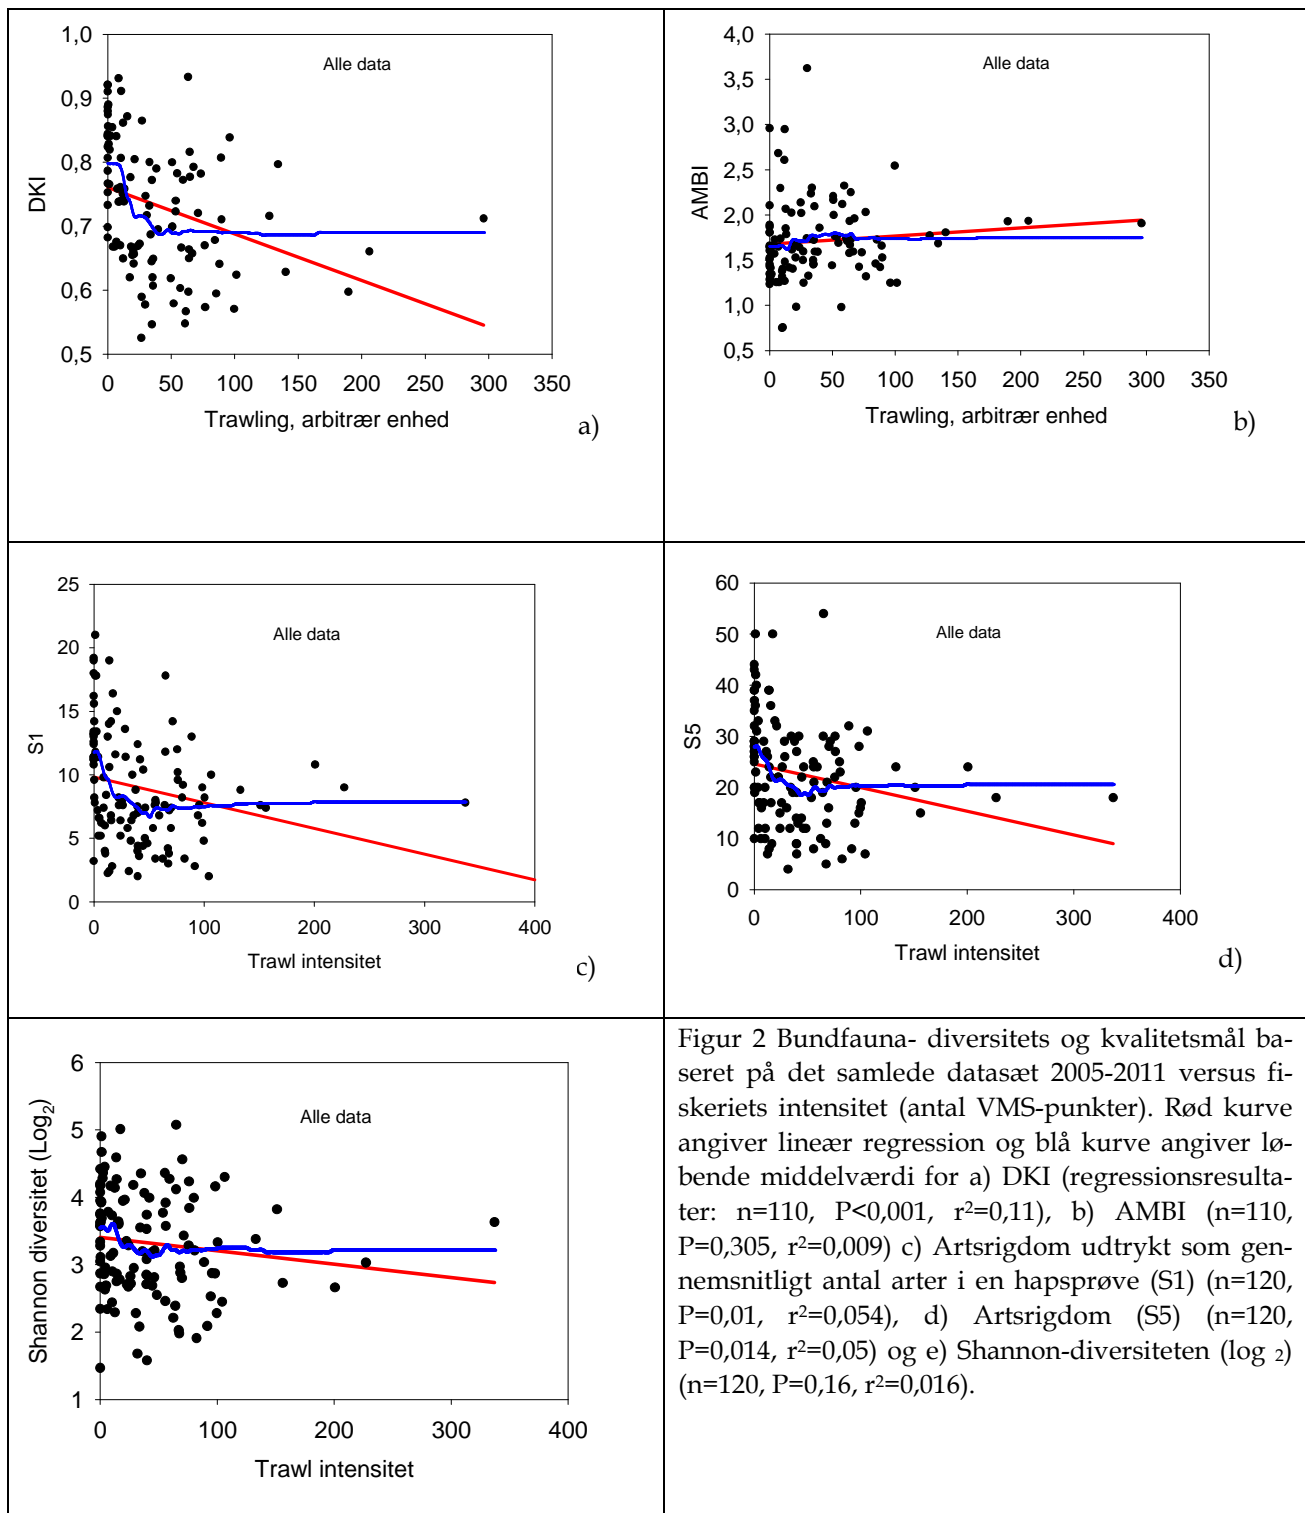 1,0
0,9
0,8
0,7
0,6
0,5
DKI
Alle data
0 50 100 150 200 250 300 350
Trawling, arbitrær enhed
a)
4,0
3,5
3,0
2,5
2,0
1,5
1,0
0,5
AMBI
Alle data
0 50 100 150 200 250 300 350
Trawling, arbitrær enhed
b)
25
20
15
10
5
0
S1
Alle data
0 100 200 300 400
Trawl intensitet
c)
60
50
40
30
20
10
0
S5
Alle data
0 100 200 300 400
Trawl intensitet
d)
6
5
4
3
2
1
Shannon diversitet (Log2)
Alle data
0 100 200 300 400
Trawl intensitet
Figur 2 Bundfauna- diversitets og kvalitetsmål ba-
seret på det samlede datasæt 2005-2011 versus fi-
skeriets intensitet (antal VMS-punkter). Rød kurve
angiver lineær regression og blå kurve angiver lø-
bende middelværdi for a) DKI (regressionsresulta-
ter: n=110, P<0,001, r²=0,11), b) AMBI (n=110,
P=0,305, r²=0,009) c) Artsrigdom udtrykt som gen-
nemsnitligt antal arter i en hapsprøve (S1) (n=120,
P=0,01, r²=0,054), d) Artsrigdom (S5) (n=120,
P=0,014, r²=0,05) og e) Shannon-diversiteten (log 2)
(n=120, P=0,16, r²=0,016).